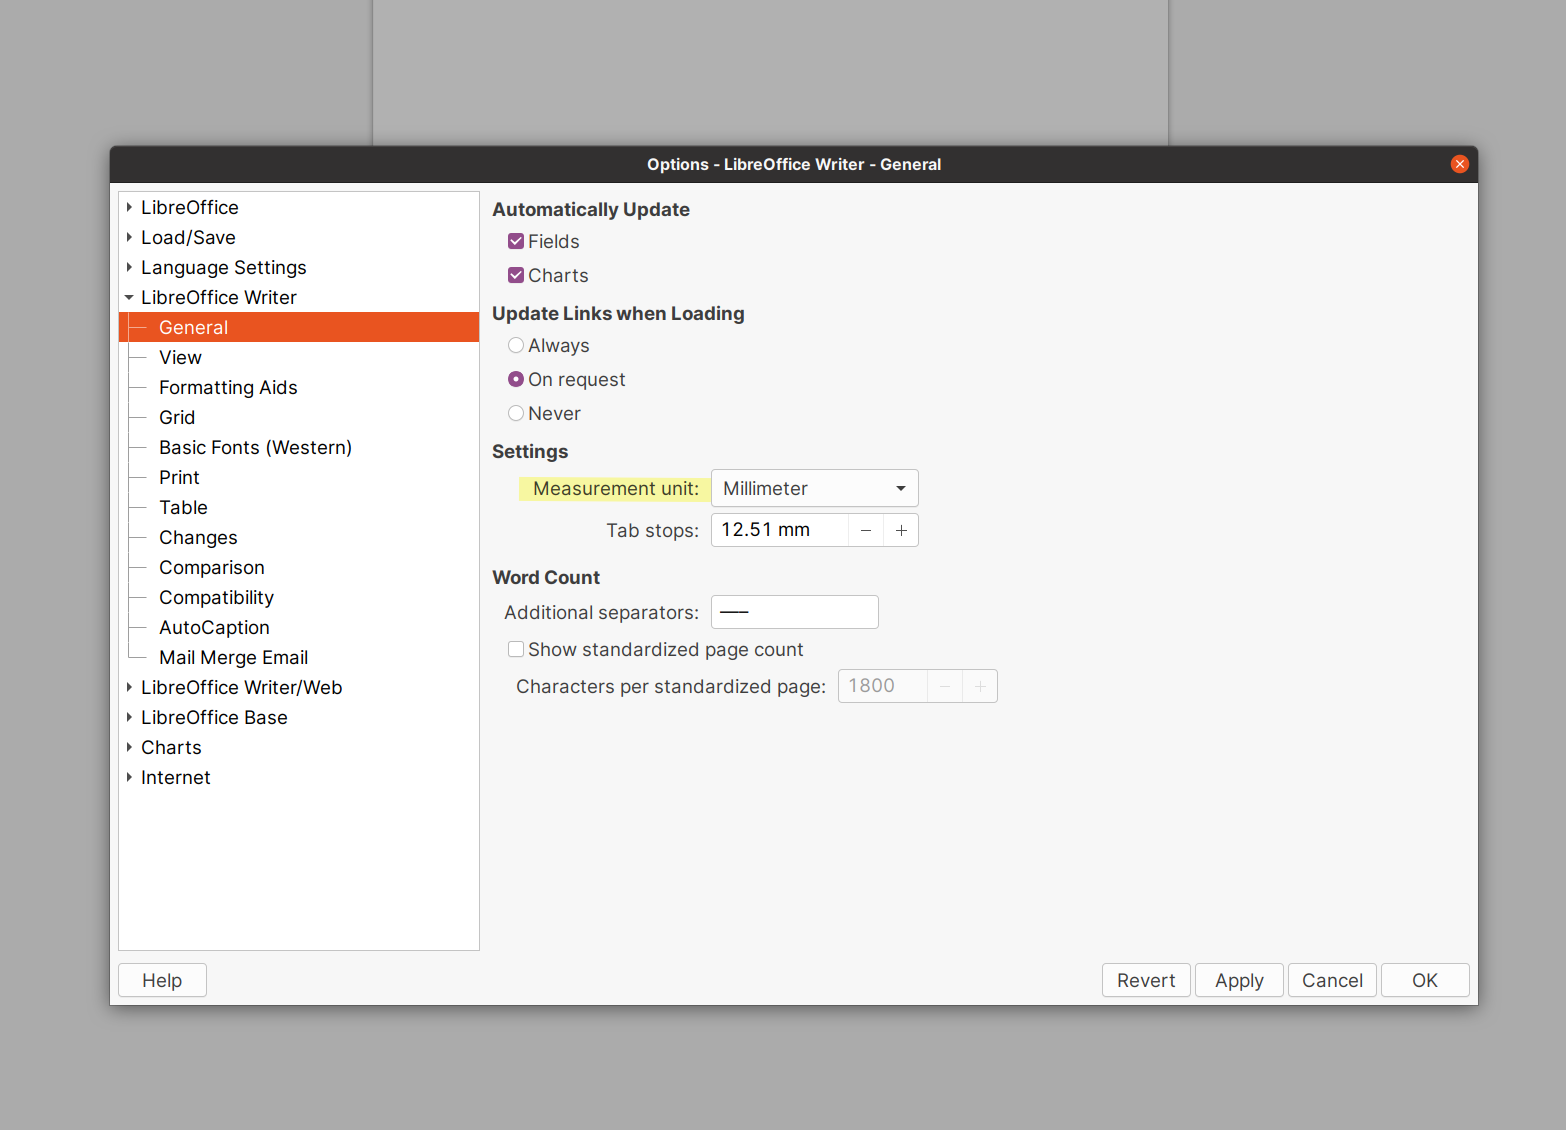 Options - LibreOffice Writer - General
LibreOffice
Load/Save
Language Settings
LibreOffice Writer
General
View
Formatting Aids
Grid
Basic Fonts (Western)
Print
Table
Changes
Comparison
Compatibility
AutoCaption
Mail Merge Email
LibreOffice Writer/Web
LibreOffice Base
Charts
Internet
Automatically Update
Fields
Charts
Update Links when Loading
Always
On request
Never
Settings
Measurement unit: Millimeter
Tab stops: 12.51 mm − +
Word Count
Additional separators: —–
Show standardized page count
Characters per standardized page: 1800 − +
Help Revert Apply Cancel OK